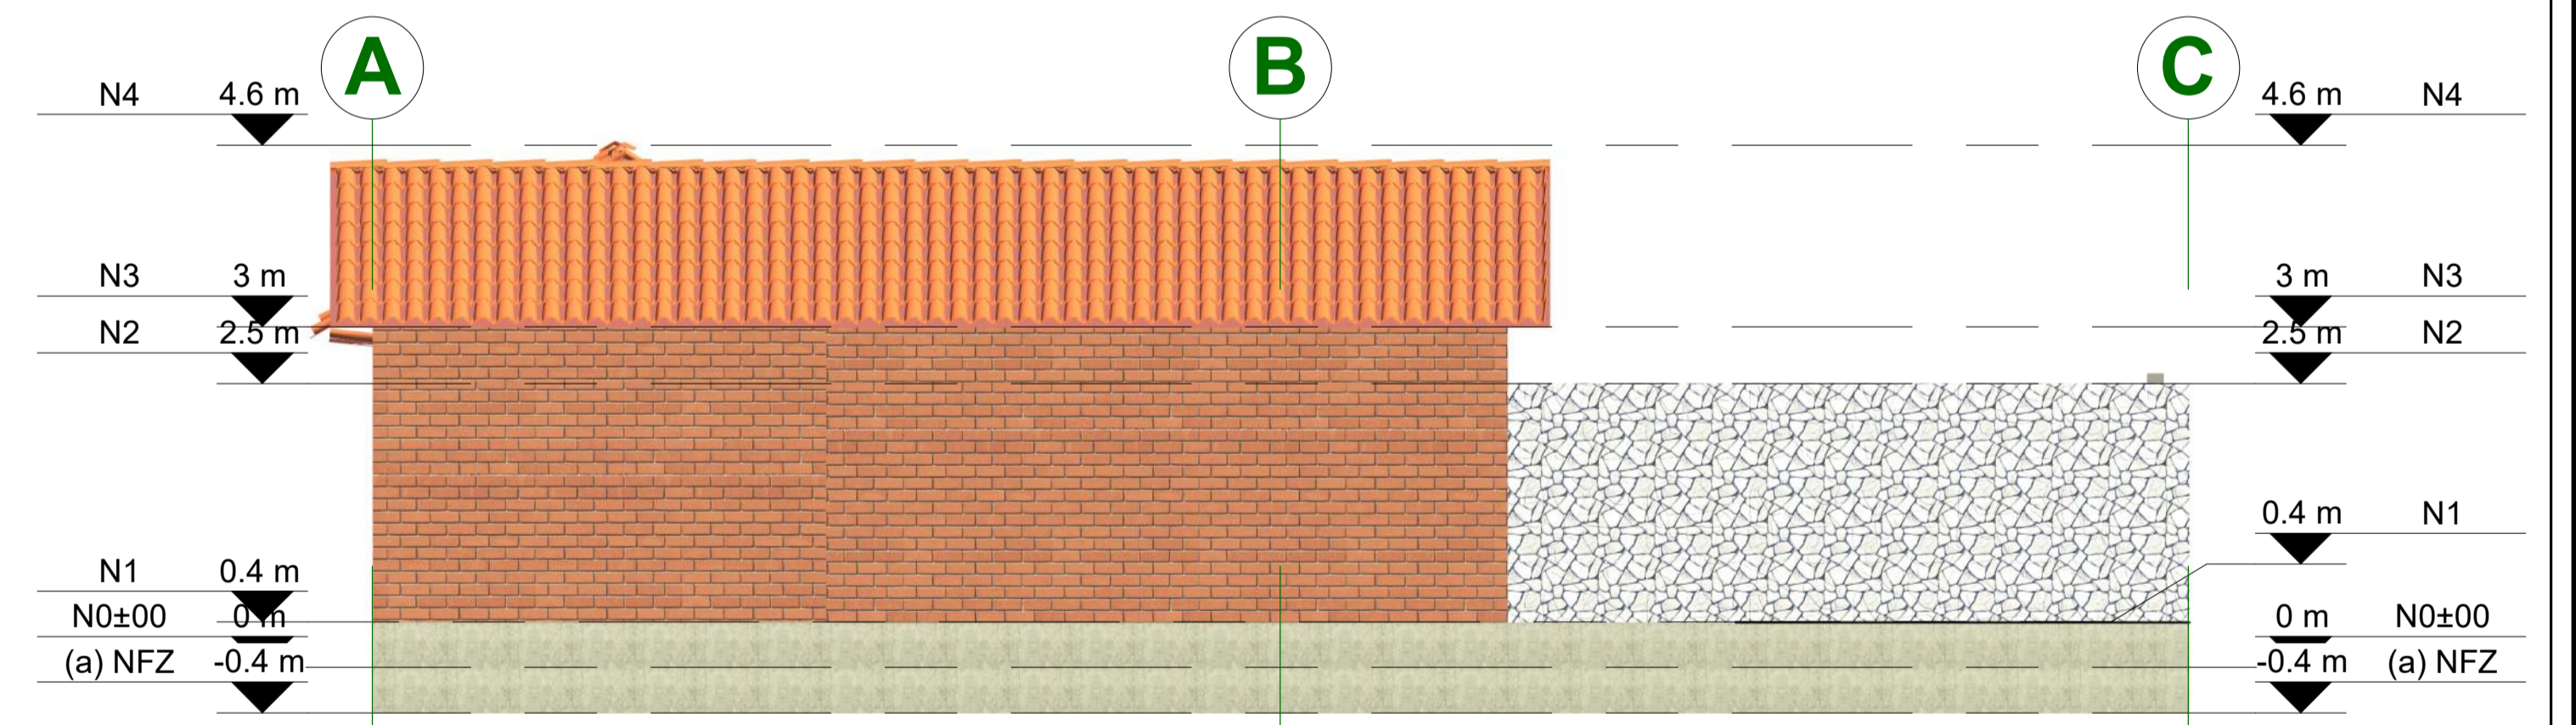 A B C
N4 4.6 m 4.6 m N4
N3 3 m 3 m N3
N2 2.5 m 2.5 m N2
0.4 m N1
N1 0.4 m
N0±00 0 m 0 m N0±00
(a) NFZ -0.4 m -0.4 m (a) NFZ